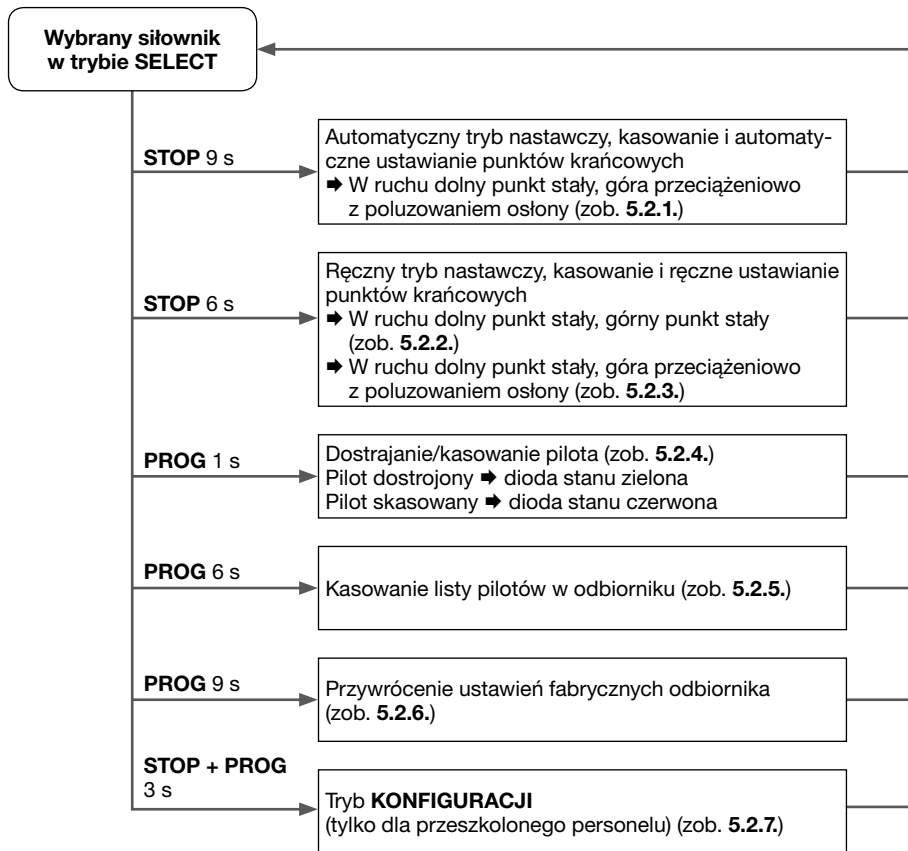 Wybrany siłownik
w trybie SELECT
STOP 9 s
Automatyczny tryb nastawczy, kasowanie i automaty-
czne ustawianie punktów krańcowych
➡ W ruchu dolny punkt stały, góra przeciążeniowo
z poluzowaniem osłony (zob. 5.2.1.)
STOP 6 s
Ręczny tryb nastawczy, kasowanie i ręczne ustawianie
punktów krańcowych
➡ W ruchu dolny punkt stały, górny punkt stały
(zob. 5.2.2.)
➡ W ruchu dolny punkt stały, góra przeciążeniowo
z poluzowaniem osłony (zob. 5.2.3.)
PROG 1 s
Dostrajanie/kasowanie pilota (zob. 5.2.4.)
Pilot dostrojony ➡ dioda stanu zielona
Pilot skasowany ➡ dioda stanu czerwona
PROG 6 s
Kasowanie listy pilotów w odbiorniku (zob. 5.2.5.)
PROG 9 s
Przywrócenie ustawień fabrycznych odbiornika
(zob. 5.2.6.)
STOP + PROG
3 s
Tryb KONFIGURACJI
(tylko dla przeszkolonego personelu) (zob. 5.2.7.)